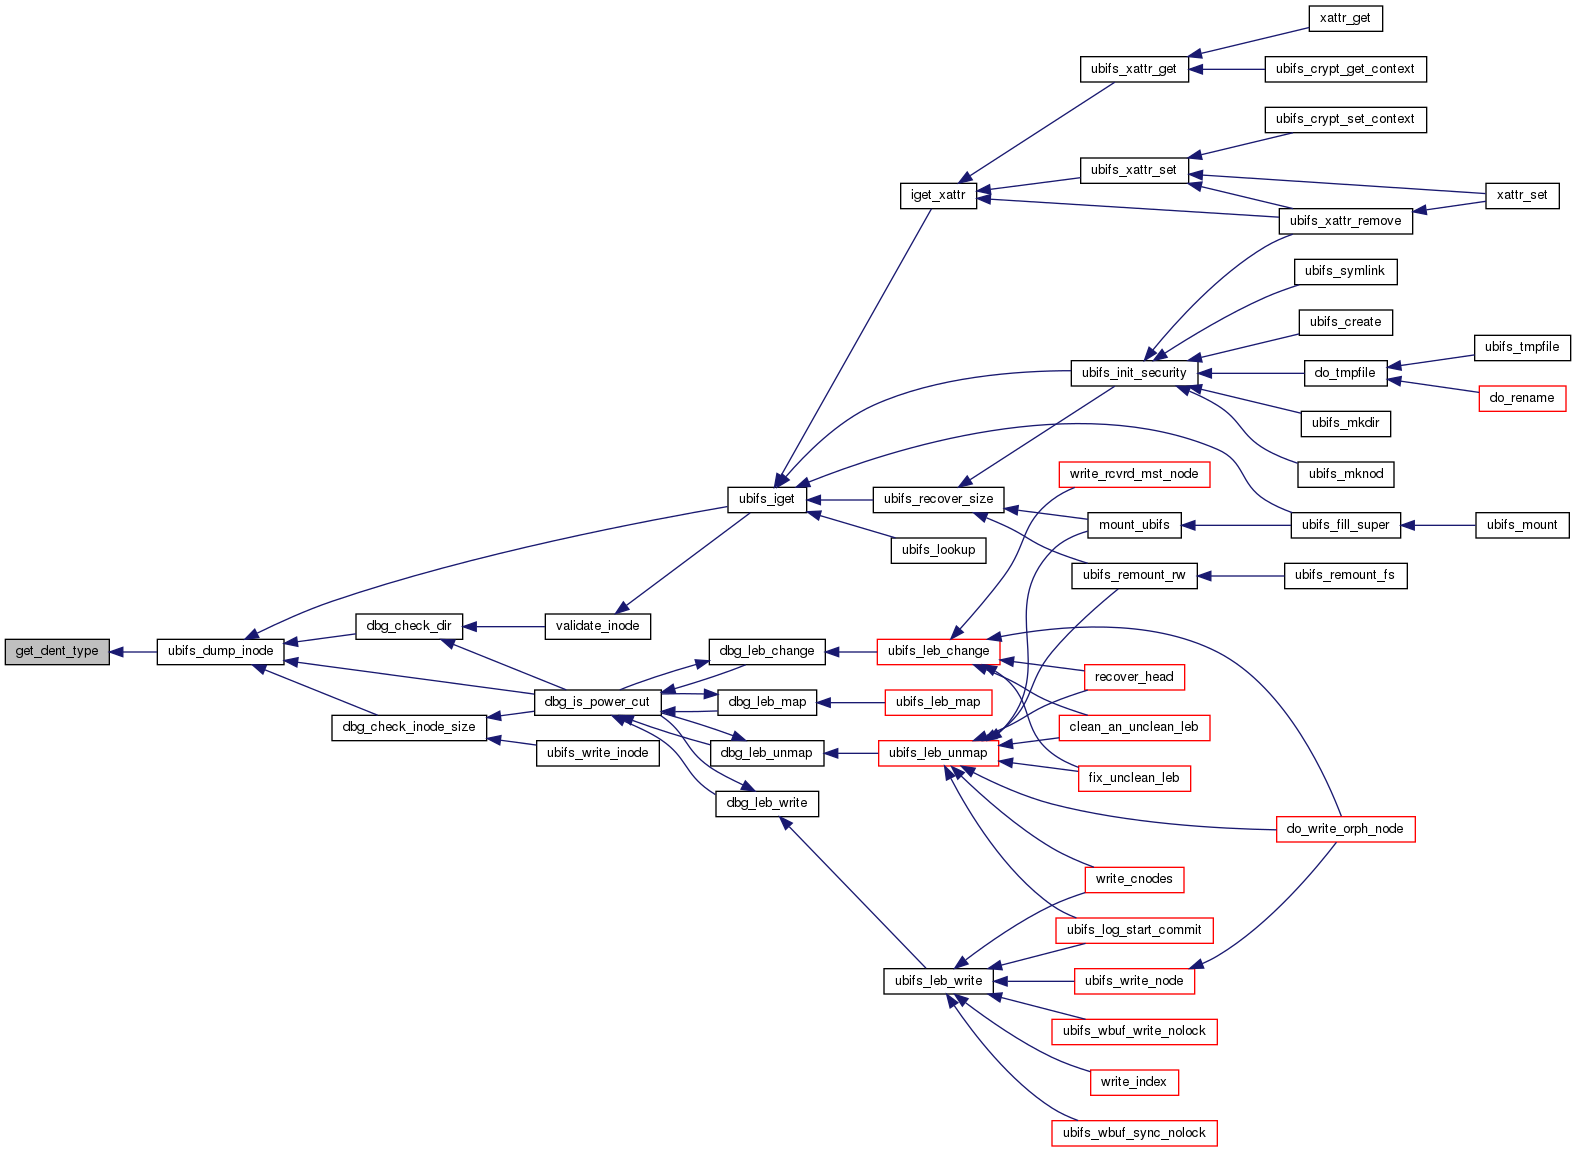 xattr_get
ubifs_xattr_get
ubifs_crypt_get_context
ubifs_crypt_set_context
ubifs_xattr_set
iget_xattr
xattr_set
ubifs_xattr_remove
ubifs_symlink
ubifs_create
ubifs_tmpfile
ubifs_init_security
do_tmpfile
do_rename
ubifs_mkdir
write_rcvrd_mst_node
ubifs_mknod
ubifs_iget
ubifs_recover_size
mount_ubifs
ubifs_fill_super
ubifs_mount
ubifs_lookup
ubifs_remount_rw
ubifs_remount_fs
dbg_check_dir
validate_inode
get_dent_type
ubifs_dump_inode
dbg_leb_change
ubifs_leb_change
recover_head
dbg_is_power_cut
dbg_leb_map
ubifs_leb_map
dbg_check_inode_size
clean_an_unclean_leb
ubifs_write_inode
dbg_leb_unmap
ubifs_leb_unmap
fix_unclean_leb
dbg_leb_write
do_write_orph_node
write_cnodes
ubifs_log_start_commit
ubifs_leb_write
ubifs_write_node
ubifs_wbuf_write_nolock
write_index
ubifs_wbuf_sync_nolock